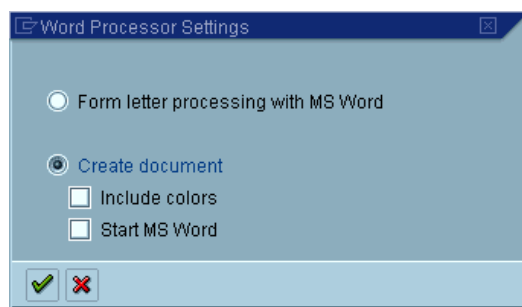 Word Processor Settings
Form letter processing with MS Word
Create document
Include colors
Start MS Word